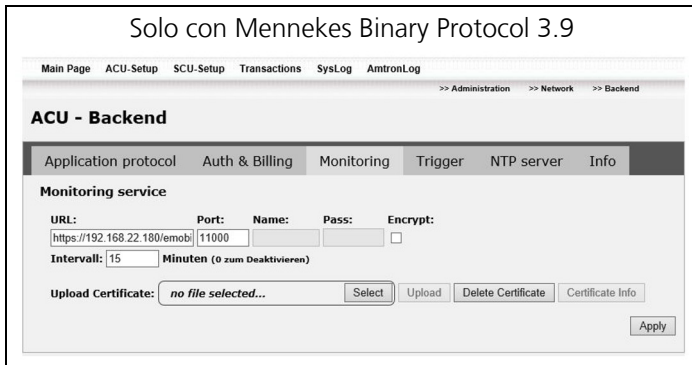 Solo con Mennekes Binary Protocol 3.9
Main Page ACU-Setup SCU-Setup Transactions SysLog AmtronLog
>> Administration >> Network >> Backend
ACU - Backend
Application protocol Auth & Billing Monitoring Trigger NTP server Info
Monitoring service
URL: Port: Name: Pass: Encrypt:
https://192.168.22.180/emobi 11000
Intervall: 15 Minuten (0 zum Deaktivieren)
Upload Certificate: no file selected... Select Upload Delete Certificate Certificate Info
Apply